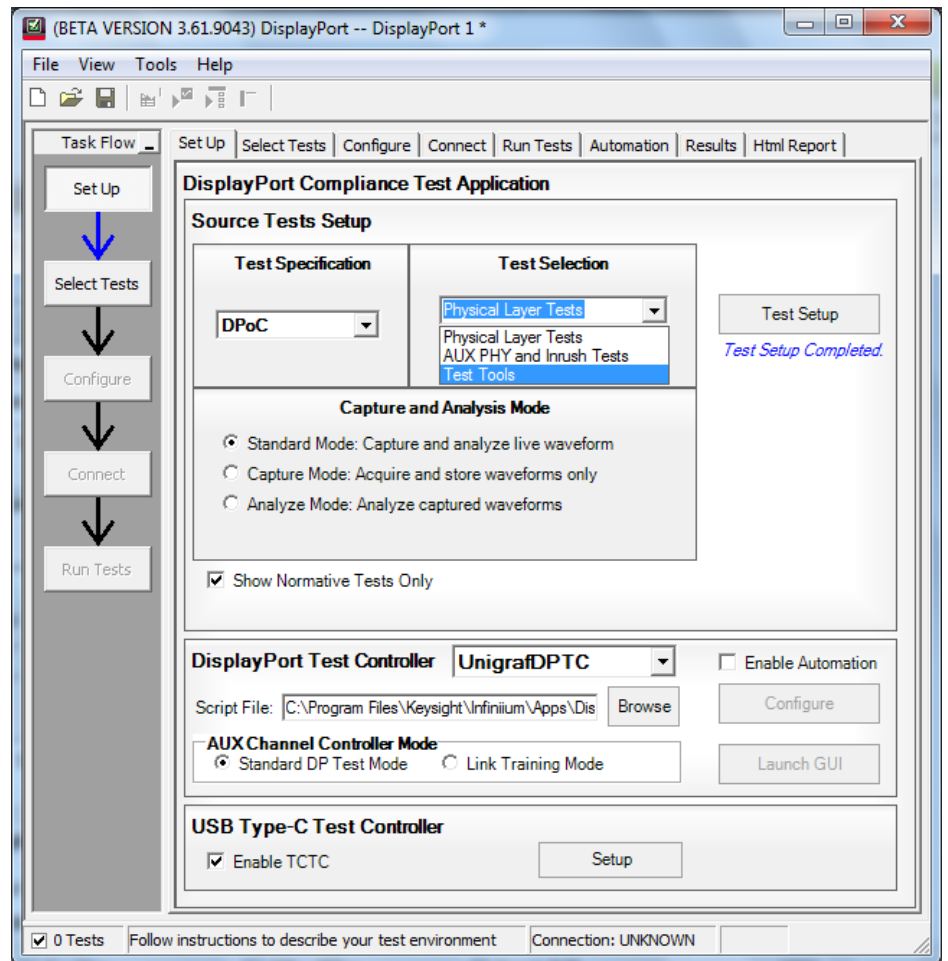 (BETA VERSION 3.61.9043) DisplayPort -- DisplayPort 1 *
File View Tools Help
Task Flow
Set Up
Select Tests
Configure
Connect
Run Tests
Set Up Select Tests Configure Connect Run Tests Automation Results Html Report
DisplayPort Compliance Test Application
Source Tests Setup
Test Specification
DPoC
Test Selection
Physical Layer Tests
Physical Layer Tests
AUX PHY and Inrush Tests
Test Tools
Test Setup
Test Setup Completed.
Capture and Analysis Mode
Standard Mode: Capture and analyze live waveform
Capture Mode: Acquire and store waveforms only
Analyze Mode: Analyze captured waveforms
Show Normative Tests Only
DisplayPort Test Controller UnigrafDPTC Enable Automation
Script File: C:\Program Files\Keysight\Infiniium\Apps\Dis Browse Configure
AUX Channel Controller Mode
Standard DP Test Mode Link Training Mode Launch GUI
USB Type-C Test Controller
Enable TCTC Setup
0 Tests Follow instructions to describe your test environment Connection: UNKNOWN